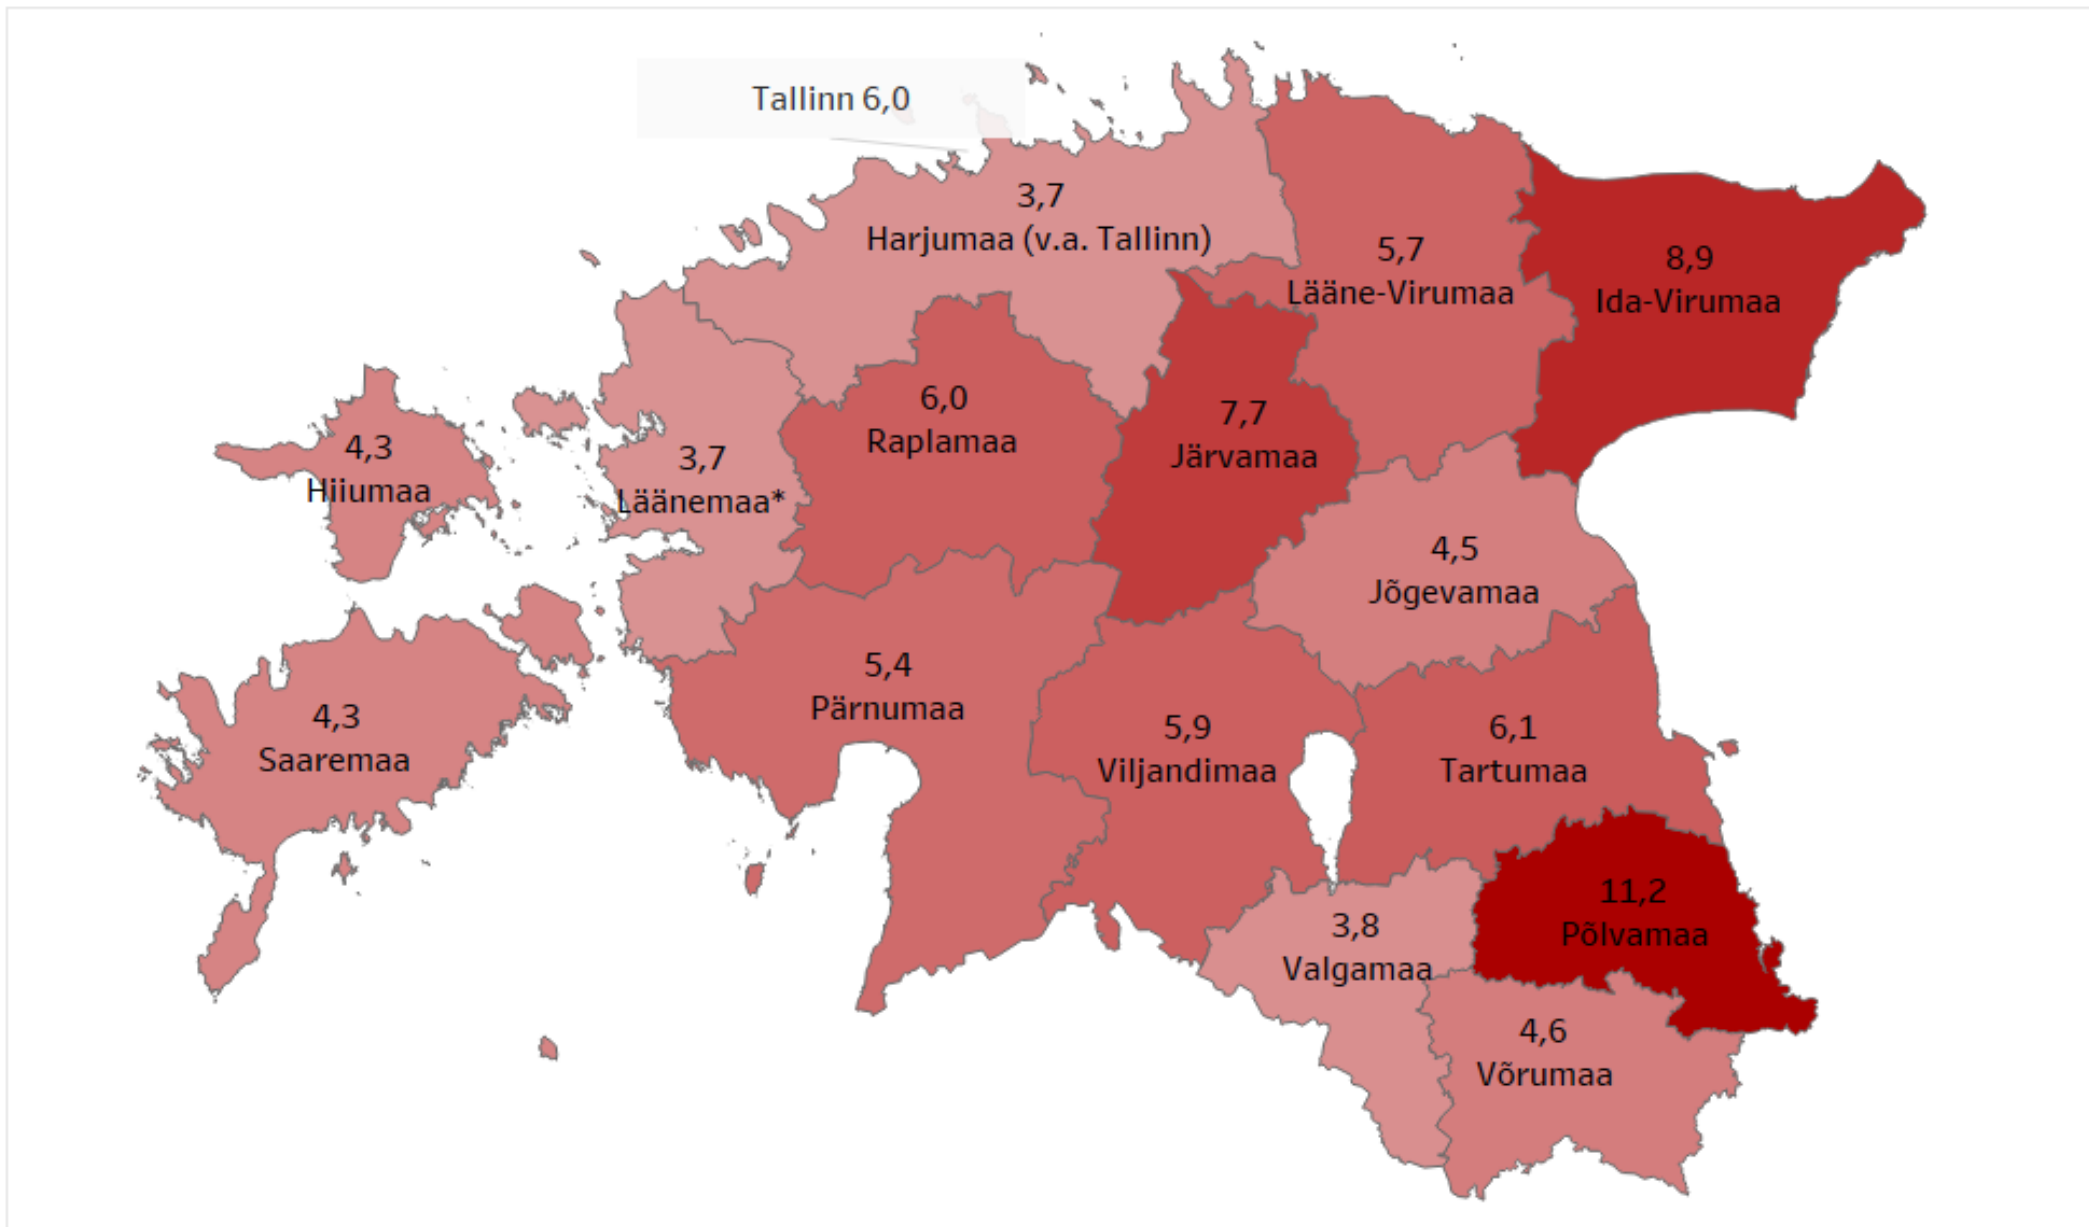 Tallinn 6,0
3,7
Harjumaa (v.a. Tallinn)
5,7
Lääne-Virumaa
8,9
Ida-Virumaa
6,0
Raplamaa
7,7
Järvamaa
4,3
Hiiumaa
3,7
Läänemaa*
4,5
Jõgevamaa
5,4
Pärnumaa
4,3
Saaremaa
5,9
Viljandimaa
6,1
Tartumaa
11,2
Põlvamaa
3,8
Valgamaa
4,6
Võrumaa